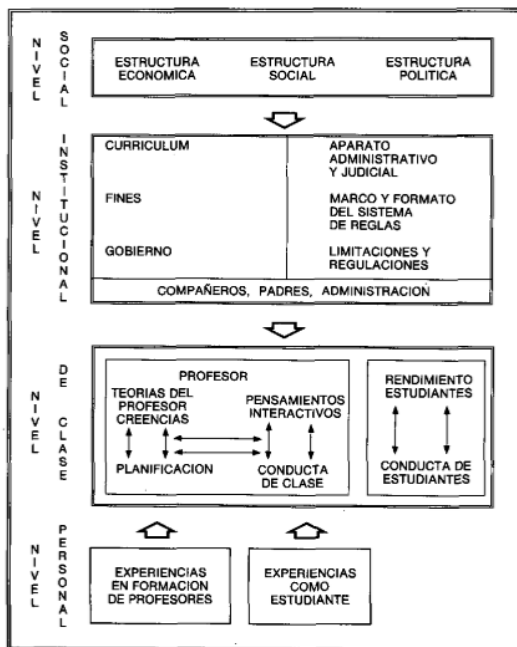 NIVEL SOCIAL
ESTRUCTURA ECONOMICA
ESTRUCTURA SOCIAL
ESTRUCTURA POLITICA
NIVEL INSTITUCIONAL
CURRICULUM
APARATO
ADMINISTRATIVO
Y JUDICIAL
FINES
MARCO Y FORMATO
DEL SISTEMA
DE REGLAS
GOBIERNO
LIMITACIONES Y
REGULACIONES
COMPAÑEROS, PADRES, ADMINISTRACION
NIVEL DE CLASE
PROFESOR
TEORIAS DEL
PROFESOR
CREENCIAS
PENSAMIENTOS
INTERACTIVOS
PLANIFICACION
CONDUCTA
DE CLASE
RENDIMIENTO
ESTUDIANTES
CONDUCTA DE
ESTUDIANTES
NIVEL PERSONAL
EXPERIENCIAS
EN FORMACION
DE PROFESORES
EXPERIENCIAS
COMO
ESTUDIANTE